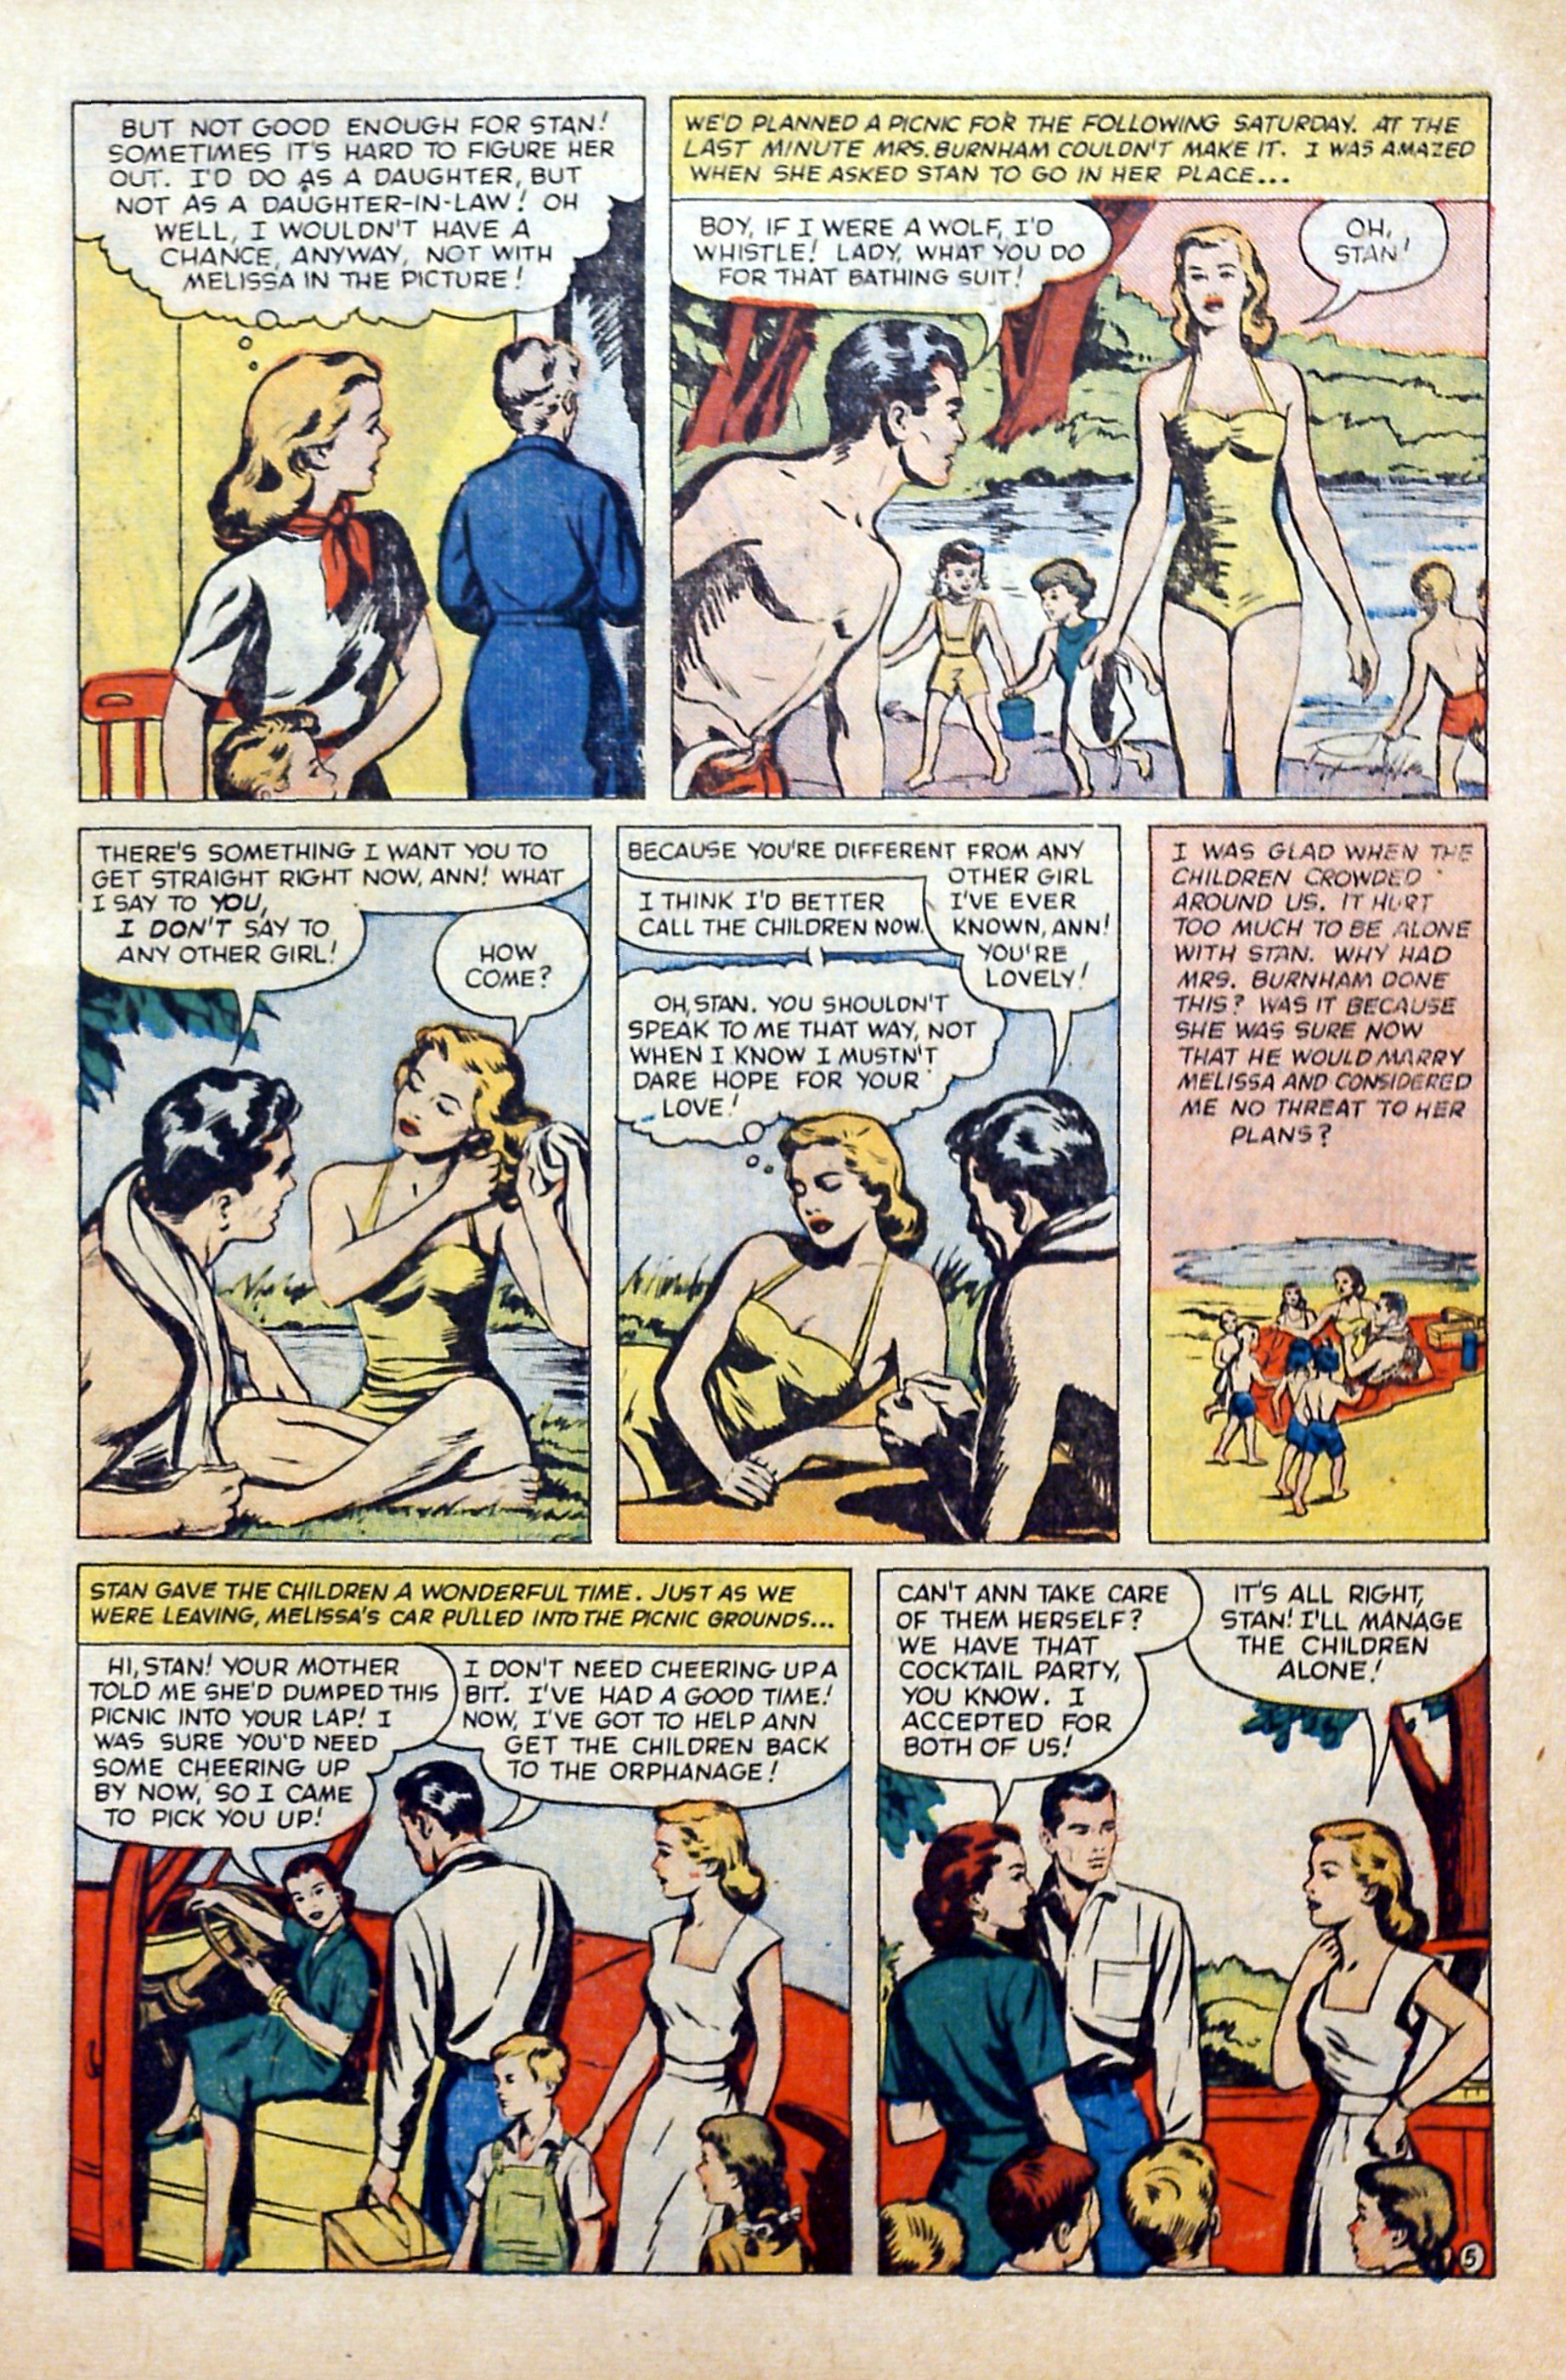 BUT NOT GOOD ENOUGH FOR STAN!
SOMETIMES IT'S HARD TO FIGURE HER
OUT. I'D DO AS A DAUGHTER, BUT
NOT AS A DAUGHTER-IN-LAW! OH
WELL, I WOULDN'T HAVE A
CHANCE, ANYWAY, NOT WITH
MELISSA IN THE PICTURE!
WE'D PLANNED A PICNIC FOR THE FOLLOWING SATURDAY. AT THE
LAST MINUTE MRS. BURNHAM COULDN'T MAKE IT. I WAS AMAZED
WHEN SHE ASKED STAN TO GO IN HER PLACE...
BOY, IF I WERE A WOLF, I'D
WHISTLE! LADY, WHAT YOU DO
FOR THAT BATHING SUIT!
OH,
STAN!
THERE'S SOMETHING I WANT YOU TO
GET STRAIGHT RIGHT NOW, ANN! WHAT
I SAY TO YOU,
I DON'T SAY TO
ANY OTHER GIRL!
HOW
COME?
BECAUSE YOU'RE DIFFERENT FROM ANY
OTHER GIRL
I'VE EVER
KNOWN, ANN!
YOU'RE
LOVELY!
I THINK I'D BETTER
CALL THE CHILDREN NOW.
OH, STAN. YOU SHOULDN'T
SPEAK TO ME THAT WAY, NOT
WHEN I KNOW I MUSTN'T
DARE HOPE FOR YOUR
LOVE!
I WAS GLAD WHEN THE
CHILDREN CROWDED
AROUND US. IT HURT
TOO MUCH TO BE ALONE
WITH STAN. WHY HAD
MRS. BURNHAM DONE
THIS? WAS IT BECAUSE
SHE WAS SURE NOW
THAT HE WOULD MARRY
MELISSA AND CONSIDERED
ME NO THREAT TO HER
PLANS?
STAN GAVE THE CHILDREN A WONDERFUL TIME. JUST AS WE
WERE LEAVING, MELISSA'S CAR PULLED INTO THE PICNIC GROUNDS...
HI, STAN! YOUR MOTHER
TOLD ME SHE'D DUMPED THIS
PICNIC INTO YOUR LAP! I
WAS SURE YOU'D NEED
SOME CHEERING UP
BY NOW, SO I CAME
TO PICK YOU UP!
I DON'T NEED CHEERING UP A
BIT. I'VE HAD A GOOD TIME!
NOW, I'VE GOT TO HELP ANN
GET THE CHILDREN BACK
TO THE ORPHANAGE!
CAN'T ANN TAKE CARE
OF THEM HERSELF?
WE HAVE THAT
COCKTAIL PARTY,
YOU KNOW. I
ACCEPTED FOR
BOTH OF US!
IT'S ALL RIGHT,
STAN! I'LL MANAGE
THE CHILDREN
ALONE!
5